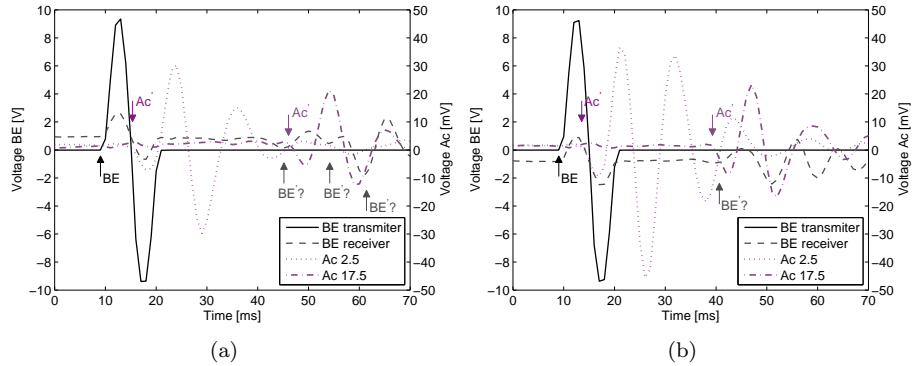 10
8
6
4
2
0
−2
−4
−6
−8
−10
Voltage BE [V]
50
40
30
20
10
0
−10
−20
−30
−40
−50
Voltage Ac [mV]
0 10 20 30 40 50 60 70
Time [ms]
BE
Ac'
Ac'
BE'?
BE'?
BE'?
BE transmiter
BE receiver
Ac 2.5
Ac 17.5
(a)
10
8
6
4
2
0
−2
−4
−6
−8
−10
Voltage BE [V]
50
40
30
20
10
0
−10
−20
−30
−40
−50
Voltage Ac [mV]
0 10 20 30 40 50 60 70
Time [ms]
BE
Ac'
Ac'
BE'?
BE transmiter
BE receiver
Ac 2.5
Ac 17.5
(b)